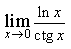 lim x→0 ln x / ctg x